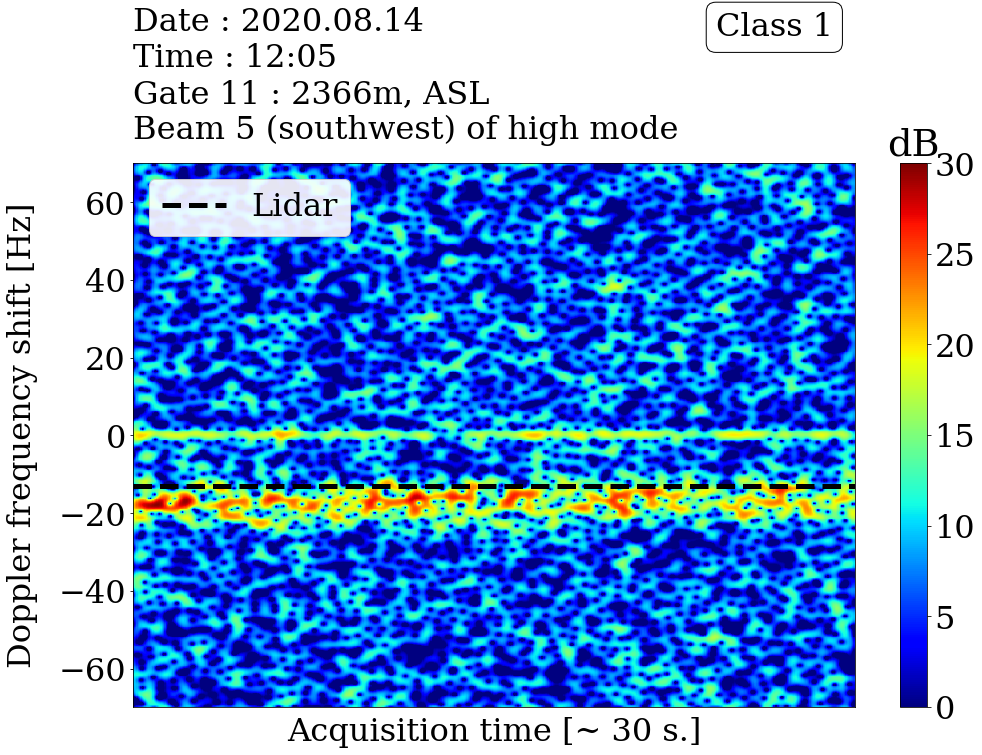 Date : 2020.08.14
Time : 12:05
Gate 11 : 2366m, ASL
Beam 5 (southwest) of high mode
Class 1
dB
Lidar
Doppler frequency shift [Hz]
60
40
20
0
−20
−40
−60
30
25
20
15
10
5
0
Acquisition time [~ 30 s.]